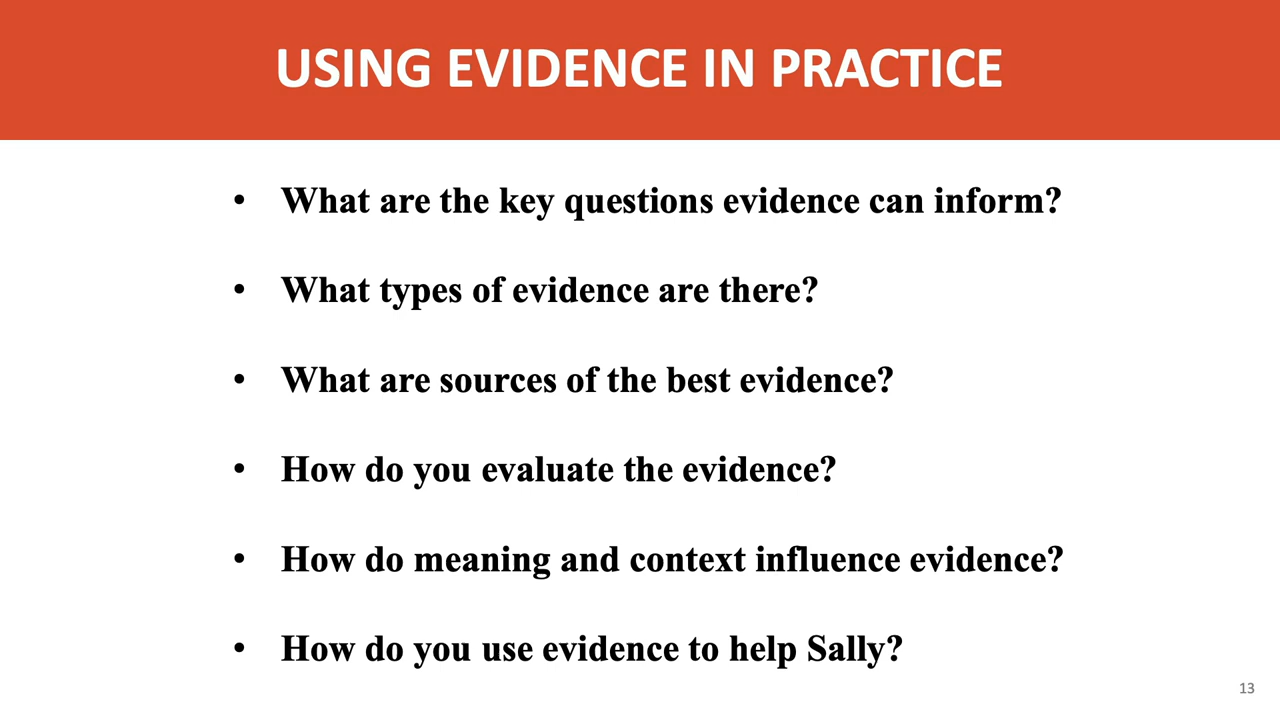 USING EVIDENCE IN PRACTICE
• What are the key questions evidence can inform?
• What types of evidence are there?
• What are sources of the best evidence?
• How do you evaluate the evidence?
• How do meaning and context influence evidence?
• How do you use evidence to help Sally?
13